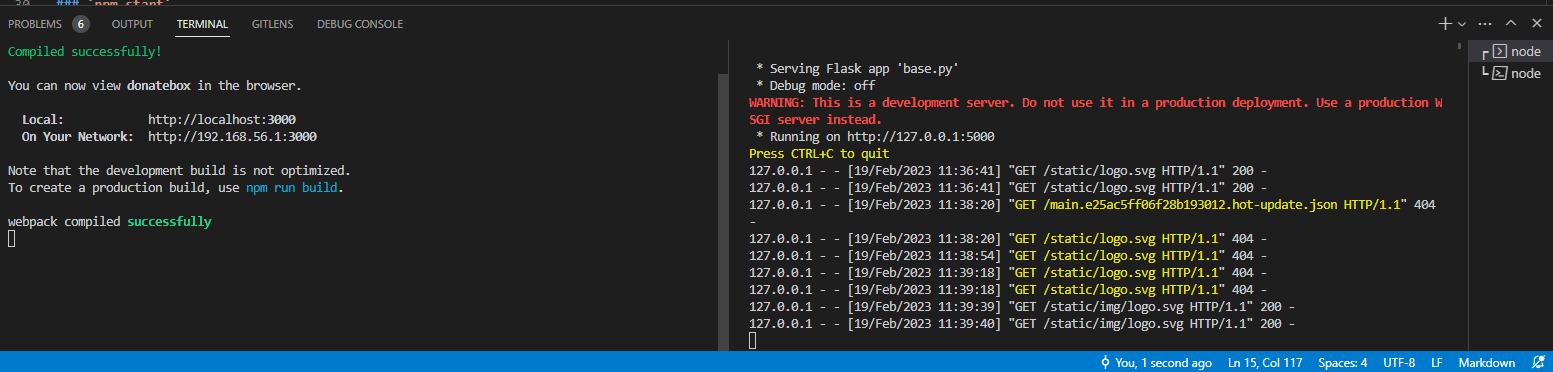 30 ### `npm start`
PROBLEMS 6 OUTPUT TERMINAL GITLENS DEBUG CONSOLE
Compiled successfully!
You can now view donatebox in the browser.
Local: http://localhost:3000
On Your Network: http://192.168.56.1:3000
Note that the development build is not optimized.
To create a production build, use npm run build.
webpack compiled successfully
* Serving Flask app 'base.py'
* Debug mode: off
WARNING: This is a development server. Do not use it in a production deployment. Use a production W
SGI server instead.
* Running on http://127.0.0.1:5000
Press CTRL+C to quit
127.0.0.1 - - [19/Feb/2023 11:36:41] "GET /static/logo.svg HTTP/1.1" 200 -
127.0.0.1 - - [19/Feb/2023 11:36:41] "GET /static/logo.svg HTTP/1.1" 200 -
127.0.0.1 - - [19/Feb/2023 11:38:20] "GET /main.e25ac5ff06f28b193012.hot-update.json HTTP/1.1" 404
-
127.0.0.1 - - [19/Feb/2023 11:38:20] "GET /static/logo.svg HTTP/1.1" 404 -
127.0.0.1 - - [19/Feb/2023 11:38:54] "GET /static/logo.svg HTTP/1.1" 404 -
127.0.0.1 - - [19/Feb/2023 11:39:18] "GET /static/logo.svg HTTP/1.1" 404 -
127.0.0.1 - - [19/Feb/2023 11:39:18] "GET /static/logo.svg HTTP/1.1" 404 -
127.0.0.1 - - [19/Feb/2023 11:39:39] "GET /static/img/logo.svg HTTP/1.1" 200 -
127.0.0.1 - - [19/Feb/2023 11:39:40] "GET /static/img/logo.svg HTTP/1.1" 200 -
node
node
You, 1 second ago Ln 15, Col 117 Spaces: 4 UTF-8 LF Markdown